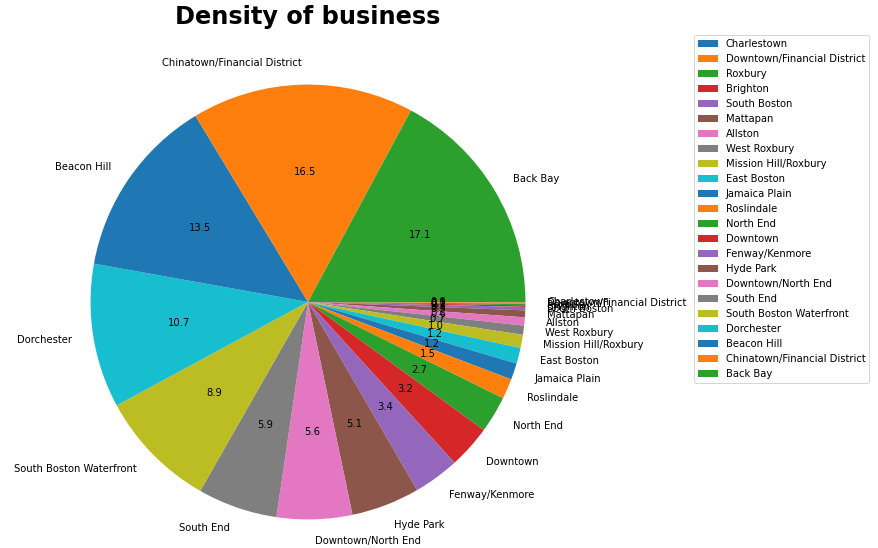 Density of business
Chinatown/Financial District
Beacon Hill
Back Bay
16.5
13.5
17.1
10.7
Dorchester
8.9
South Boston Waterfront
5.9
South End
5.6
Downtown/North End
5.1
Hyde Park
3.4
Fenway/Kenmore
3.2
Downtown
2.7
North End
1.5
Roslindale
1.2
Jamaica Plain
1.2
East Boston
1.0
Mission Hill/Roxbury
West Roxbury
Allston
Mattapan
Charlestown
Downtown/Financial District
Roxbury
Brighton
South Boston
Mattapan
Allston
West Roxbury
Mission Hill/Roxbury
East Boston
Jamaica Plain
Roslindale
North End
Downtown
Fenway/Kenmore
Hyde Park
Downtown/North End
South End
South Boston Waterfront
Dorchester
Beacon Hill
Chinatown/Financial District
Back Bay